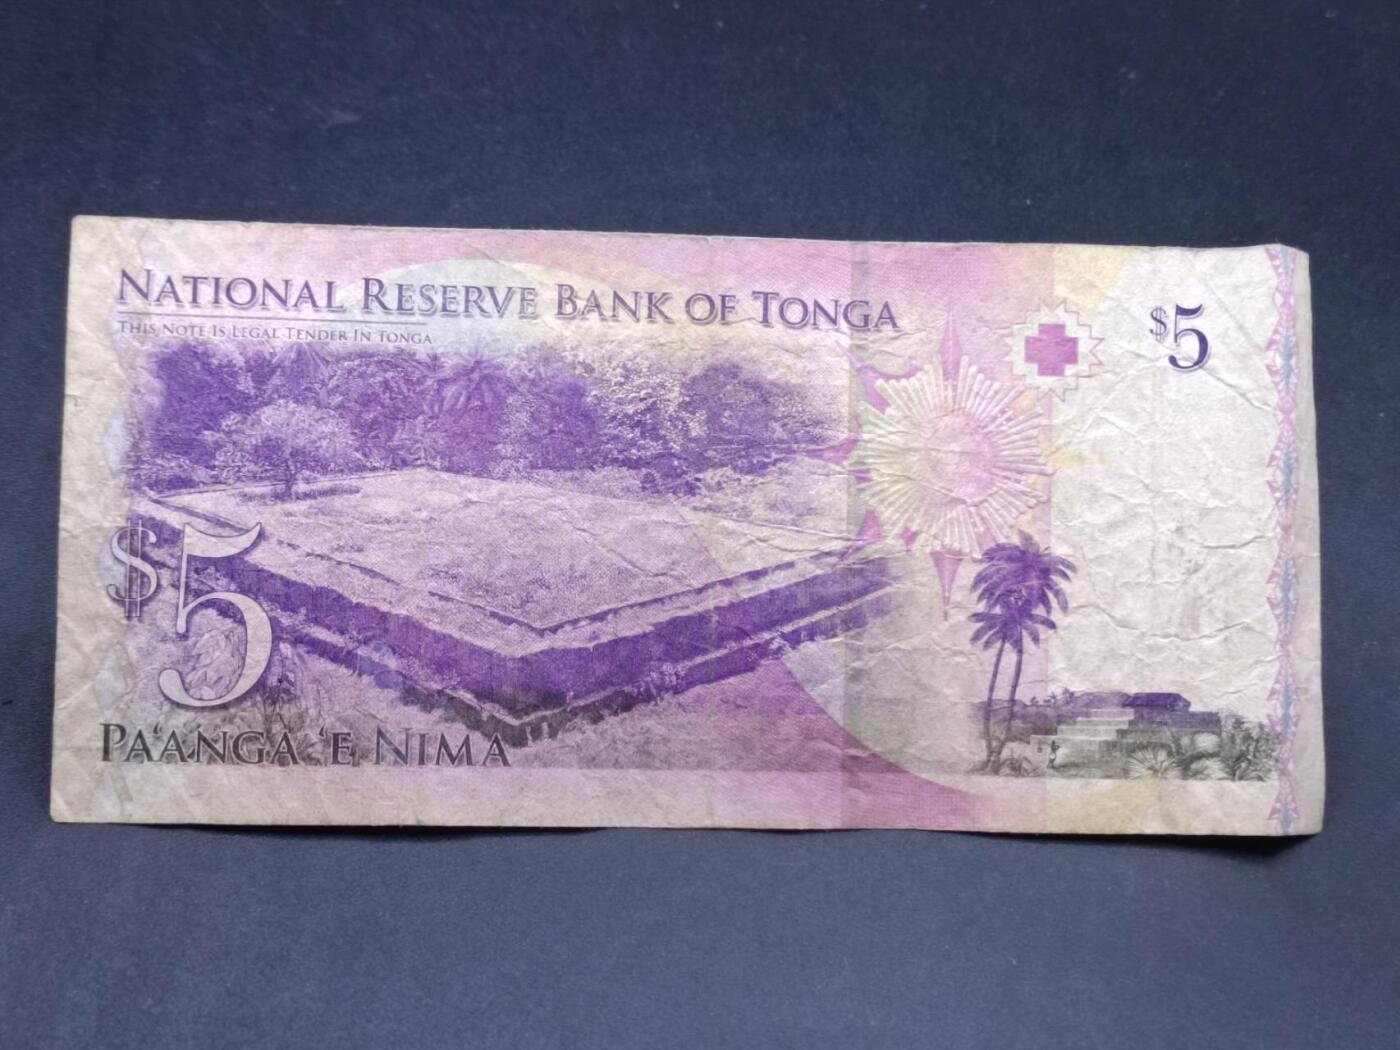 NATIONAL RESERVE BANK OF TONGA
THIS NOTE IS LEGAL TENDER IN TONGA
$5
$5
PA‘ANGA ‘E NIMA